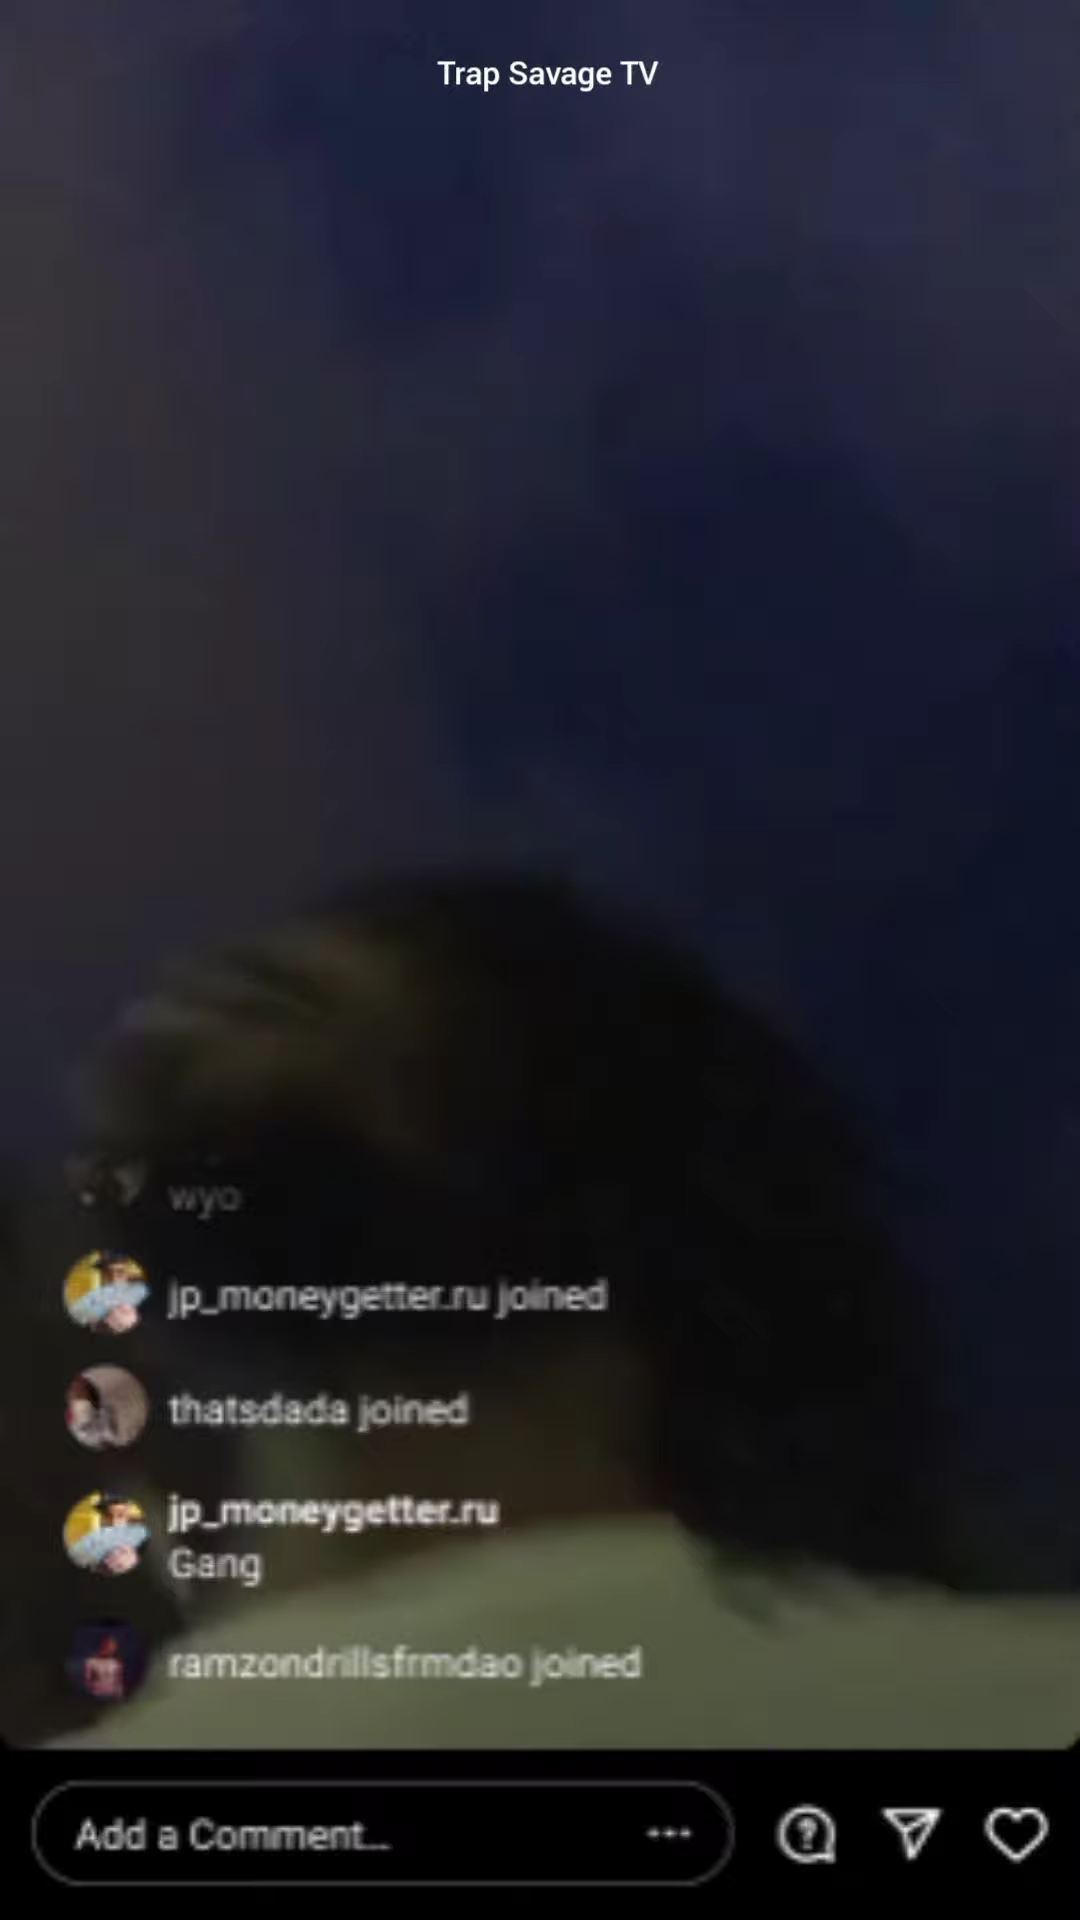 Trap Savage TV
wyo
jp_moneygetter.ru joined
thatsdada joined
jp_moneygetter.ru
Gang
ramzondrillsfrmdao joined
Add a Comment...